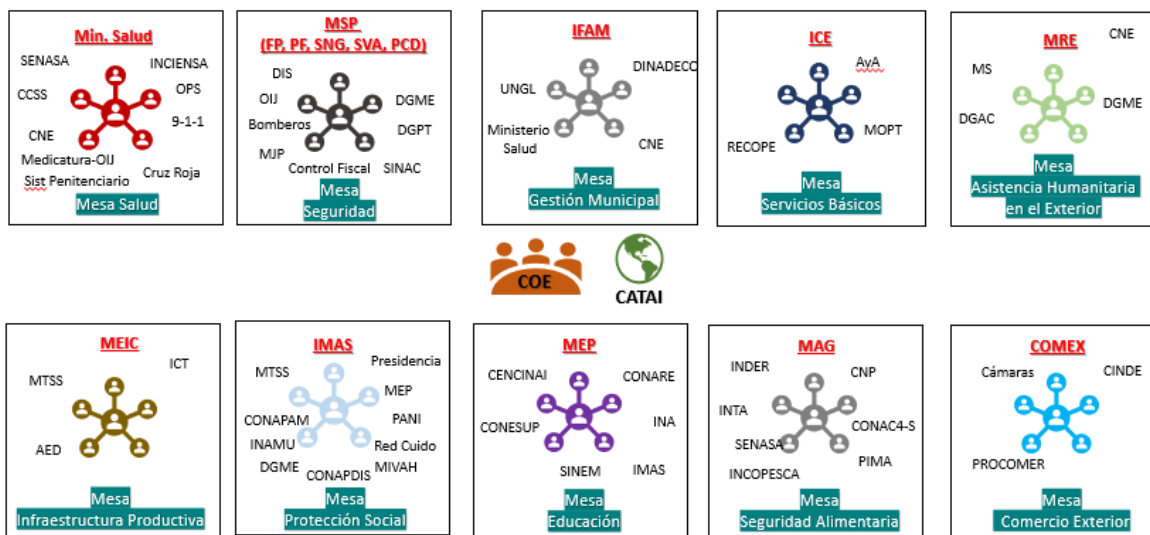 Min. Salud
SENASA
INCIENSA
CCSS
OPS
9-1-1
CNE
Medicatura-OIJ
Cruz Roja
Sist Penitenciario
Mesa Salud
MSP
(FP, PF, SNG, SVA, PCD)
DIS
OIJ
DGME
Bomberos
DGPT
MJP
Control Fiscal
SINAC
Mesa
Seguridad
IFAM
DINADECO
UNGL
Ministerio
Salud
CNE
Mesa
Gestión Municipal
ICE
AyA
MOPT
RECOPE
Mesa
Servicios Básicos
CNE
MRE
MS
DGME
DGAC
Mesa
Asistencia Humanitaria
en el Exterior
COE
CATAI
MEIC
ICT
MTSS
AED
Mesa
Infraestructura Productiva
IMAS
Presidencia
MTSS
MEP
CONAPAM
PANI
INAMU
Red Cuido
DGME
MIVAH
CONAPDIS
Mesa
Protección Social
MEP
CENCINAI
CONARE
CONESUP
INA
SINEM
IMAS
Mesa
Educación
MAG
INDER
CNP
INTA
CONAC4-S
SENASA
PIMA
INCOPESCA
Mesa
Seguridad Alimentaria
COMEX
Cámaras
CINDE
PROCOMER
Mesa
Comercio Exterior